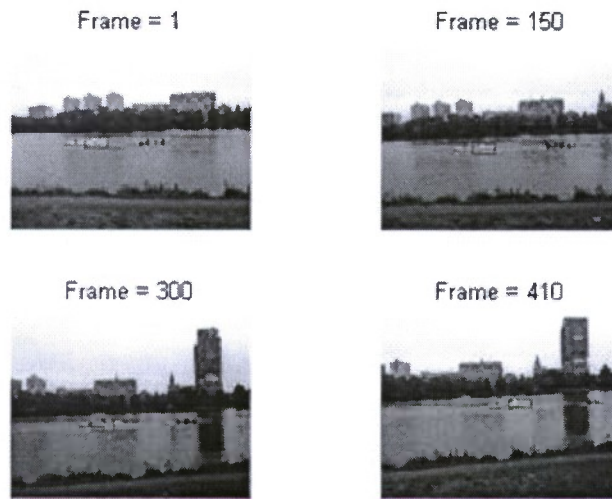 Frame = 1
Frame = 150
Frame = 300
Frame = 410